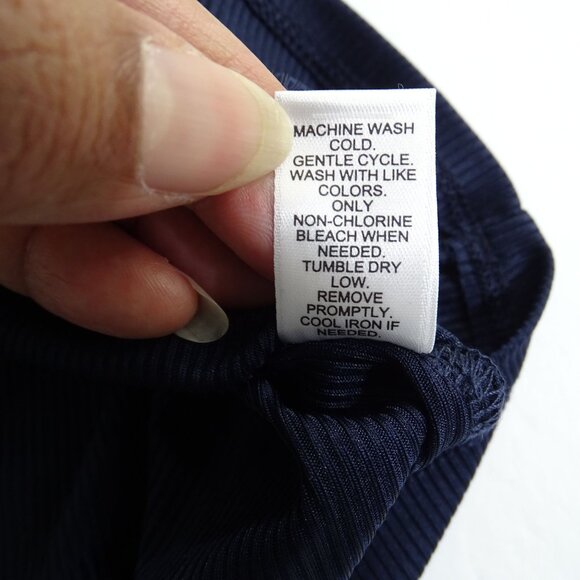 MACHINE WASH
COLD.
GENTLE CYCLE.
WASH WITH LIKE
COLORS.
ONLY
NON-CHLORINE
BLEACH WHEN
NEEDED.
TUMBLE DRY
LOW.
REMOVE
PROMPTLY.
COOL IRON IF
NEEDED.